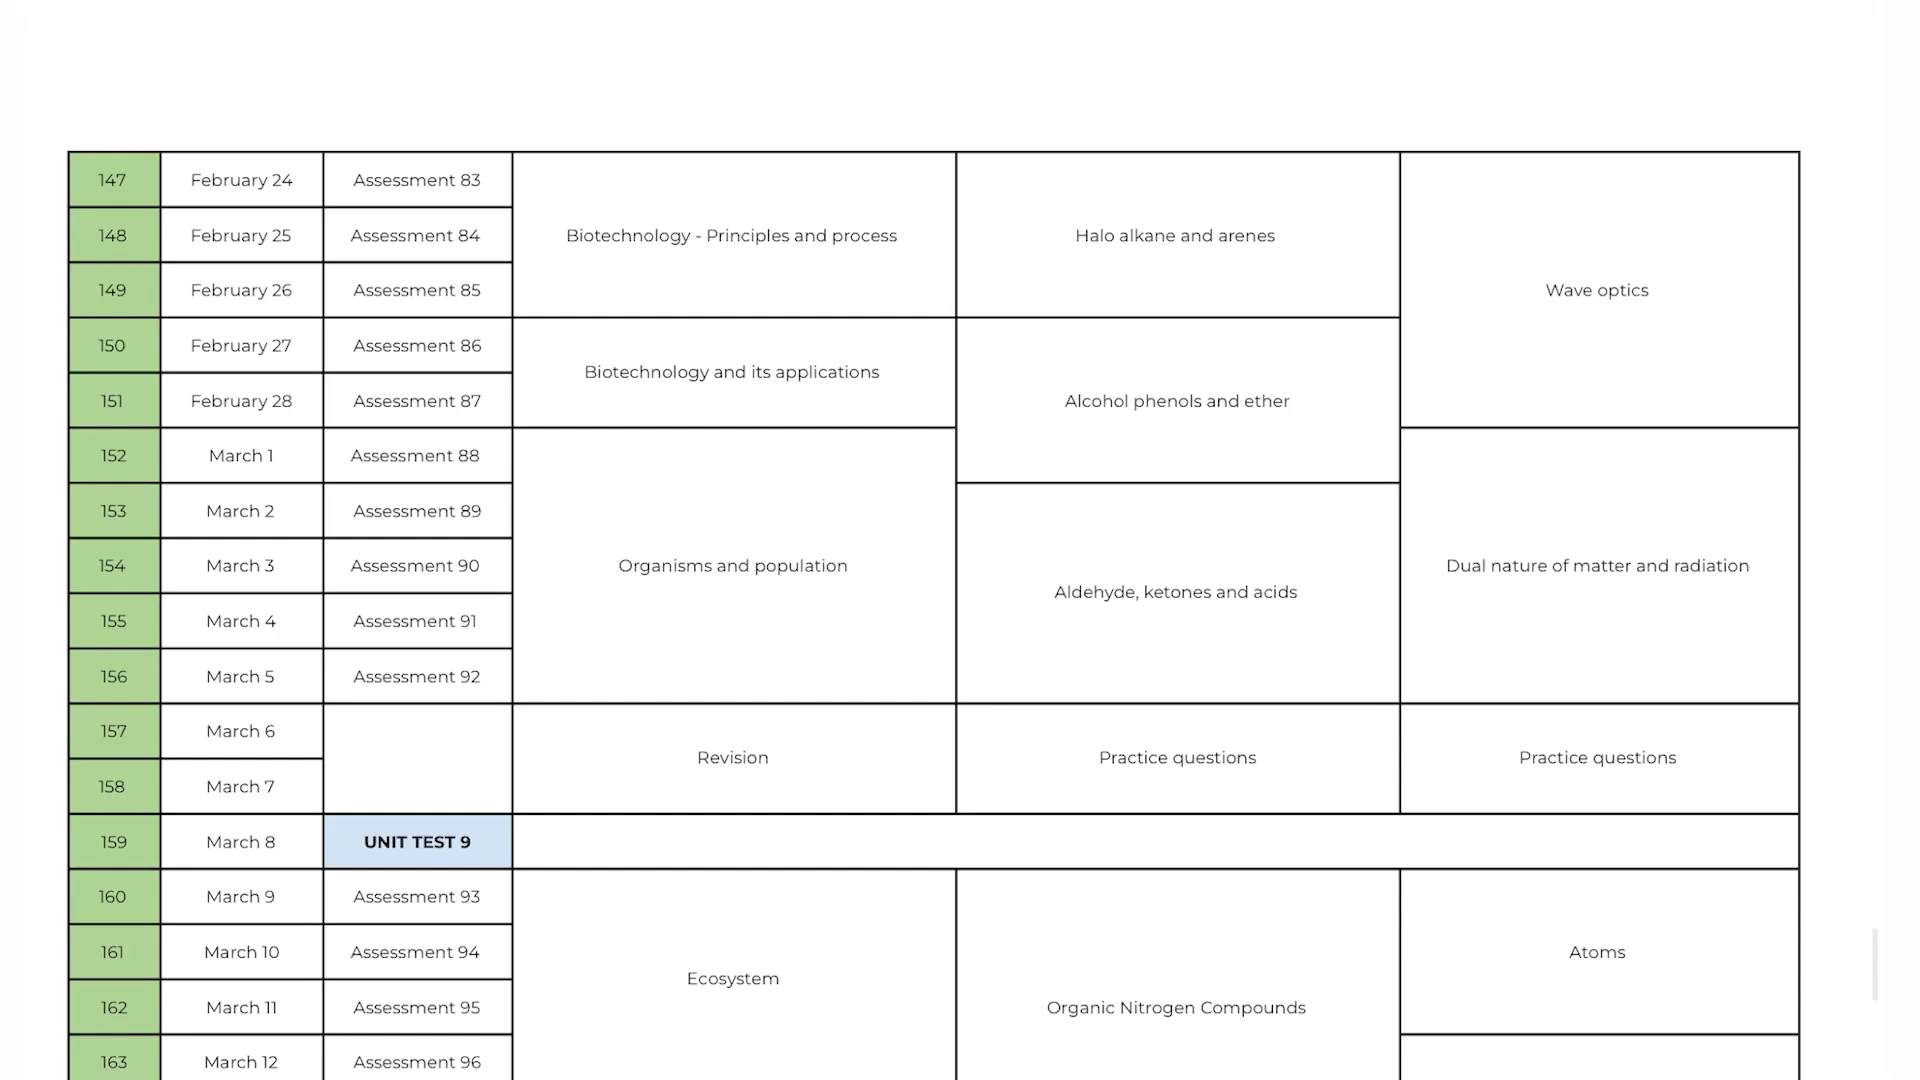 147 February 24 Assessment 83
148 February 25 Assessment 84 Biotechnology - Principles and process Halo alkane and arenes
149 February 26 Assessment 85 Wave optics
150 February 27 Assessment 86
Biotechnology and its applications
151 February 28 Assessment 87 Alcohol phenols and ether
152 March 1 Assessment 88
153 March 2 Assessment 89
154 March 3 Assessment 90 Organisms and population Dual nature of matter and radiation
Aldehyde, ketones and acids
155 March 4 Assessment 91
156 March 5 Assessment 92
157 March 6
Revision Practice questions Practice questions
158 March 7
159 March 8 UNIT TEST 9
160 March 9 Assessment 93
161 March 10 Assessment 94 Atoms
Ecosystem
162 March 11 Assessment 95 Organic Nitrogen Compounds
163 March 12 Assessment 96